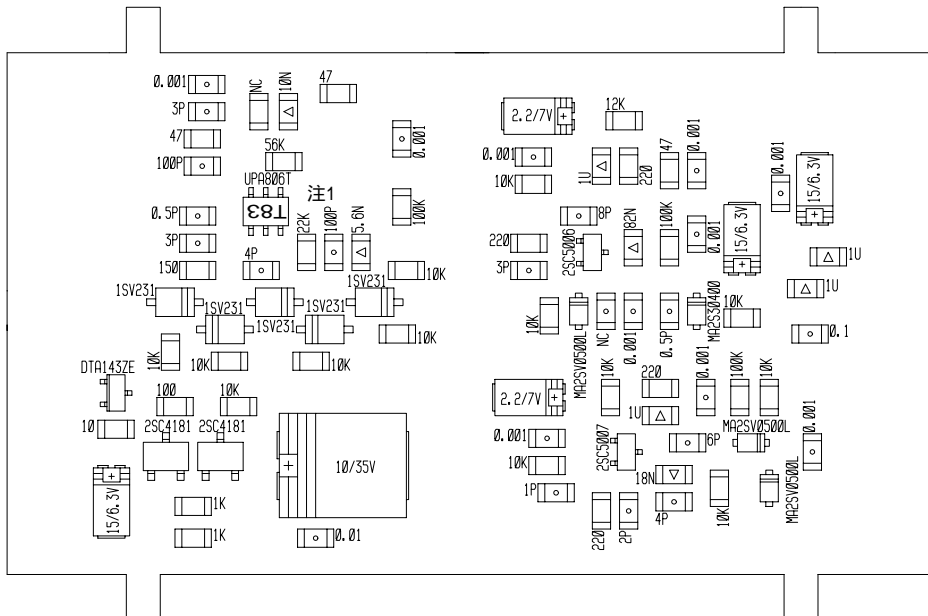 0.001
3P
47
100P
NC
10N
47
56K
0.001
UPA806T
T83
注1
100K
0.5P
3P
150
4P
22K
100P
5.6N
10K
1SV231
1SV231
1SV231
1SV231
1SV231
10K
10K
10K
10K
DTA143ZE
10
100
10K
2SC4181
2SC4181
15/6.3V
1K
1K
10/35V
0.01
2.2/7V
12K
0.001
10K
1U
220
47
0.001
0.001
15/6.3V
8P
220
3P
2SC5006
82N
100K
0.001
15/6.3V
1U
1U
10K
MA2SV0500L
NC
0.001
0.5P
MA2S30400
10K
0.1
2.2/7V
10K
220
1U
0.001
100K
10K
0.001
10K
1P
2SC5007
6P
MA2SV0500L
0.001
18N
4P
220
2P
10K
MA2SV0500L